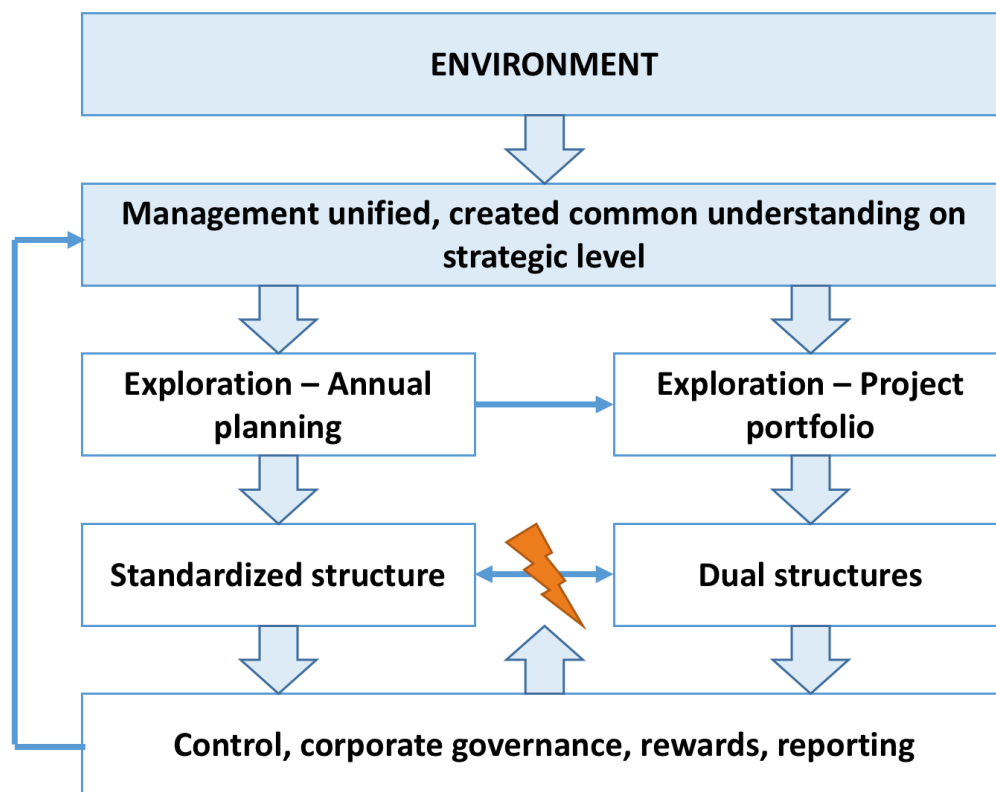 ENVIRONMENT
Management unified, created common understanding on
strategic level
Exploration – Annual
planning
Exploration – Project
portfolio
Standardized structure
Dual structures
Control, corporate governance, rewards, reporting